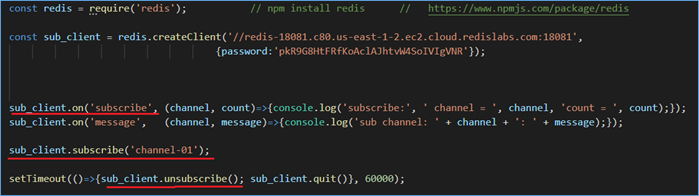 const redis = require('redis'); // npm install redis // https://www.npmjs.com/package/redis
const sub_client = redis.createClient('//redis-18081.c80.us-east-1-2.ec2.cloud.redislabs.com:18081',
{password:'pkR9G8HtFRfKoAclAJhtvW4SoIVIgVNR'});
sub_client.on('subscribe', (channel, count)=>{console.log('subscribe:', ' channel = ', channel, 'count = ', count);});
sub_client.on('message', (channel, message)=>{console.log('sub channel: ' + channel + ': ' + message);});
sub_client.subscribe('channel-01');
setTimeout(()=>{sub_client.unsubscribe(); sub_client.quit()}, 60000);